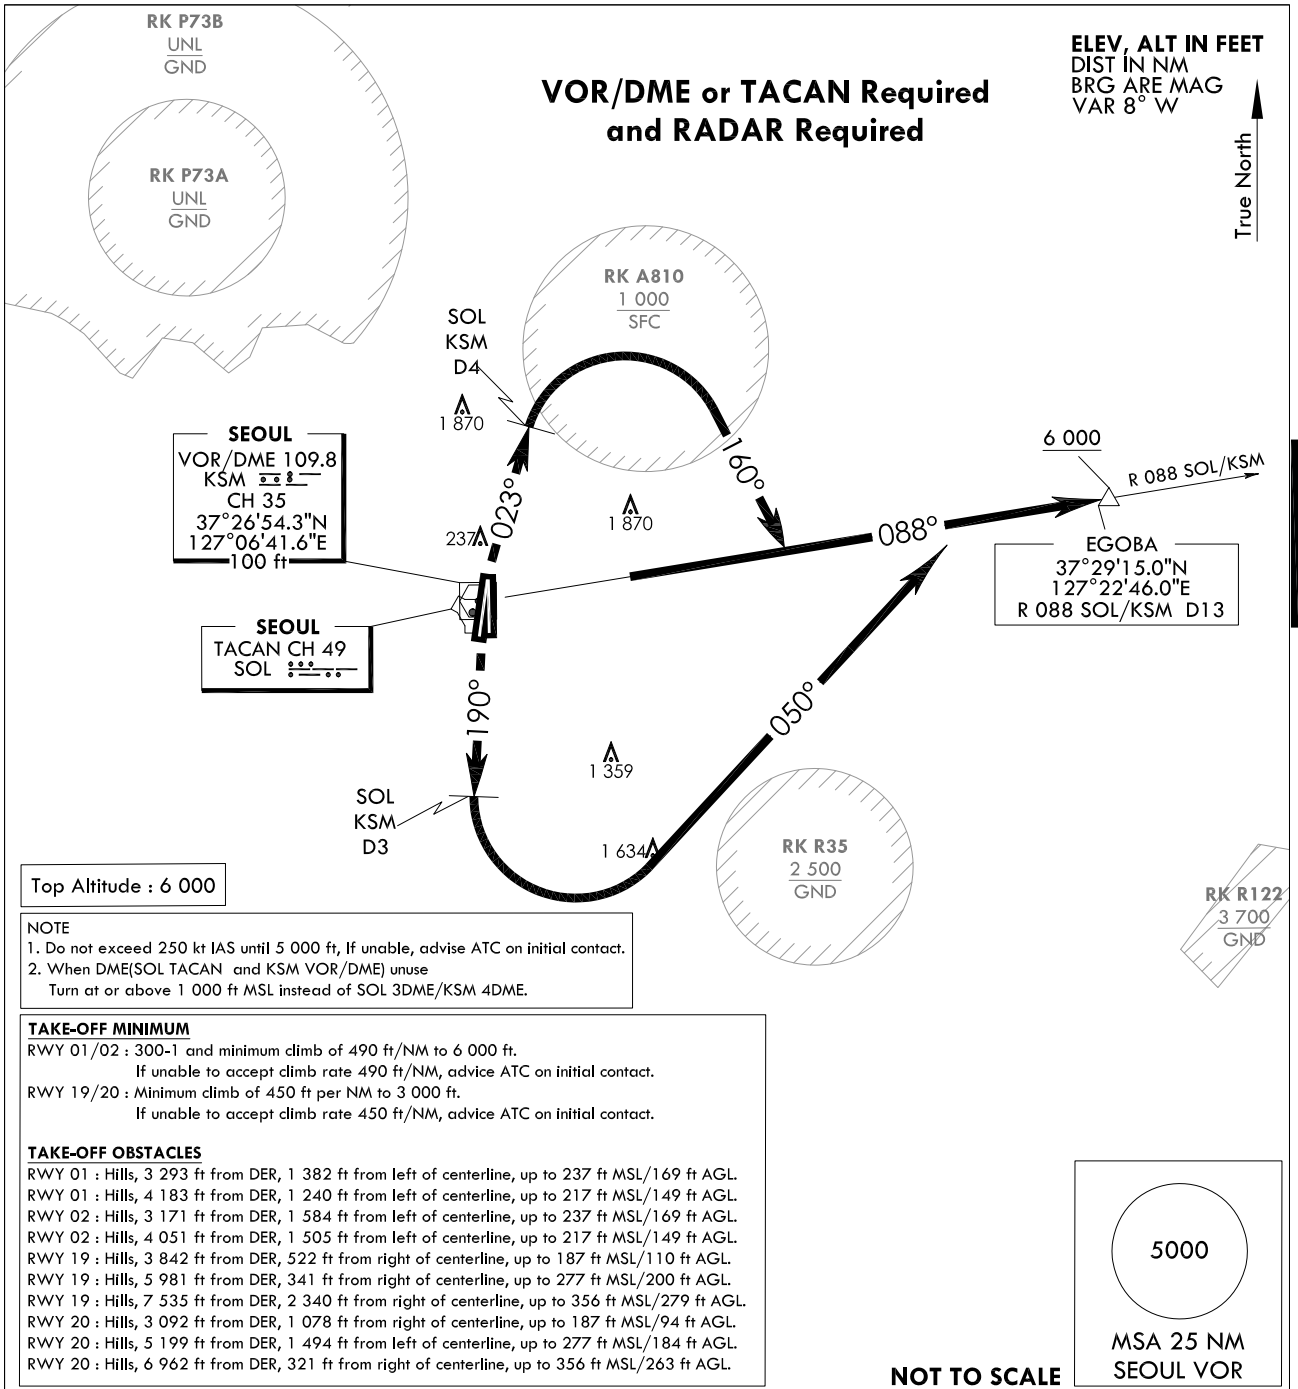 RK P73B
UNL
GND
RK P73A
UNL
GND
VOR/DME or TACAN Required
and RADAR Required
ELEV, ALT IN FEET
DIST IN NM
BRG ARE MAG
VAR 8° W
True North
RK A810
1 000
SFC
SOL
KSM
D4
1 870
SEOUL
VOR/DME 109.8
KSM
CH 35
37°26'54.3"N
127°06'41.6"E
100 ft
237
023°
160°
1 870
6 000
R 088 SOL/KSM
088°
EGOBA
37°29'15.0"N
127°22'46.0"E
R 088 SOL/KSM D13
SEOUL
TACAN CH 49
SOL
190°
050°
1 359
SOL
KSM
D3
1 634
RK R35
2 500
GND
RK R122
3 700
GND
Top Altitude : 6 000
NOTE
1. Do not exceed 250 kt IAS until 5 000 ft, If unable, advise ATC on initial contact.
2. When DME(SOL TACAN and KSM VOR/DME) unuse
Turn at or above 1 000 ft MSL instead of SOL 3DME/KSM 4DME.
TAKE-OFF MINIMUM
RWY 01/02 : 300-1 and minimum climb of 490 ft/NM to 6 000 ft.
If unable to accept climb rate 490 ft/NM, advice ATC on initial contact.
RWY 19/20 : Minimum climb of 450 ft per NM to 3 000 ft.
If unable to accept climb rate 450 ft/NM, advice ATC on initial contact.
TAKE-OFF OBSTACLES
RWY 01 : Hills, 3 293 ft from DER, 1 382 ft from left of centerline, up to 237 ft MSL/169 ft AGL.
RWY 01 : Hills, 4 183 ft from DER, 1 240 ft from left of centerline, up to 217 ft MSL/149 ft AGL.
RWY 02 : Hills, 3 171 ft from DER, 1 584 ft from left of centerline, up to 237 ft MSL/169 ft AGL.
RWY 02 : Hills, 4 051 ft from DER, 1 505 ft from left of centerline, up to 217 ft MSL/149 ft AGL.
RWY 19 : Hills, 3 842 ft from DER, 522 ft from right of centerline, up to 187 ft MSL/110 ft AGL.
RWY 19 : Hills, 5 981 ft from DER, 341 ft from right of centerline, up to 277 ft MSL/200 ft AGL.
RWY 19 : Hills, 7 535 ft from DER, 2 340 ft from right of centerline, up to 356 ft MSL/279 ft AGL.
RWY 20 : Hills, 3 092 ft from DER, 1 078 ft from right of centerline, up to 187 ft MSL/94 ft AGL.
RWY 20 : Hills, 5 199 ft from DER, 1 494 ft from left of centerline, up to 277 ft MSL/184 ft AGL.
RWY 20 : Hills, 6 962 ft from DER, 321 ft from right of centerline, up to 356 ft MSL/263 ft AGL.
NOT TO SCALE
5000
MSA 25 NM
SEOUL VOR